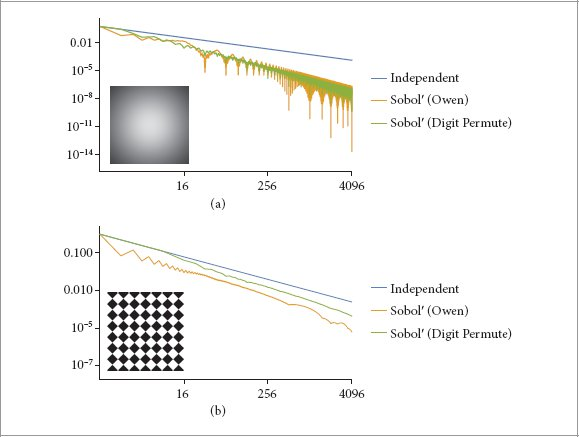 0.01
10⁻⁵
10⁻⁸
10⁻¹¹
10⁻¹⁴
16 256 4096
(a)
Independent
Sobol′ (Owen)
Sobol′ (Digit Permute)
0.100
0.010
10⁻⁵
10⁻⁷
16 256 4096
(b)
Independent
Sobol′ (Owen)
Sobol′ (Digit Permute)